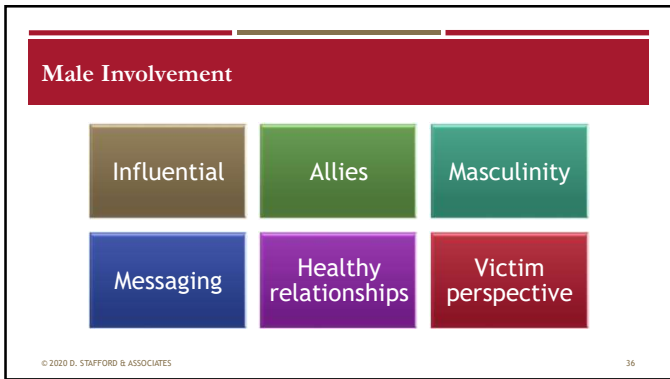 Male Involvement
Influential
Allies
Masculinity
Messaging
Healthy
relationships
Victim
perspective
© 2020 D. STAFFORD & ASSOCIATES
36